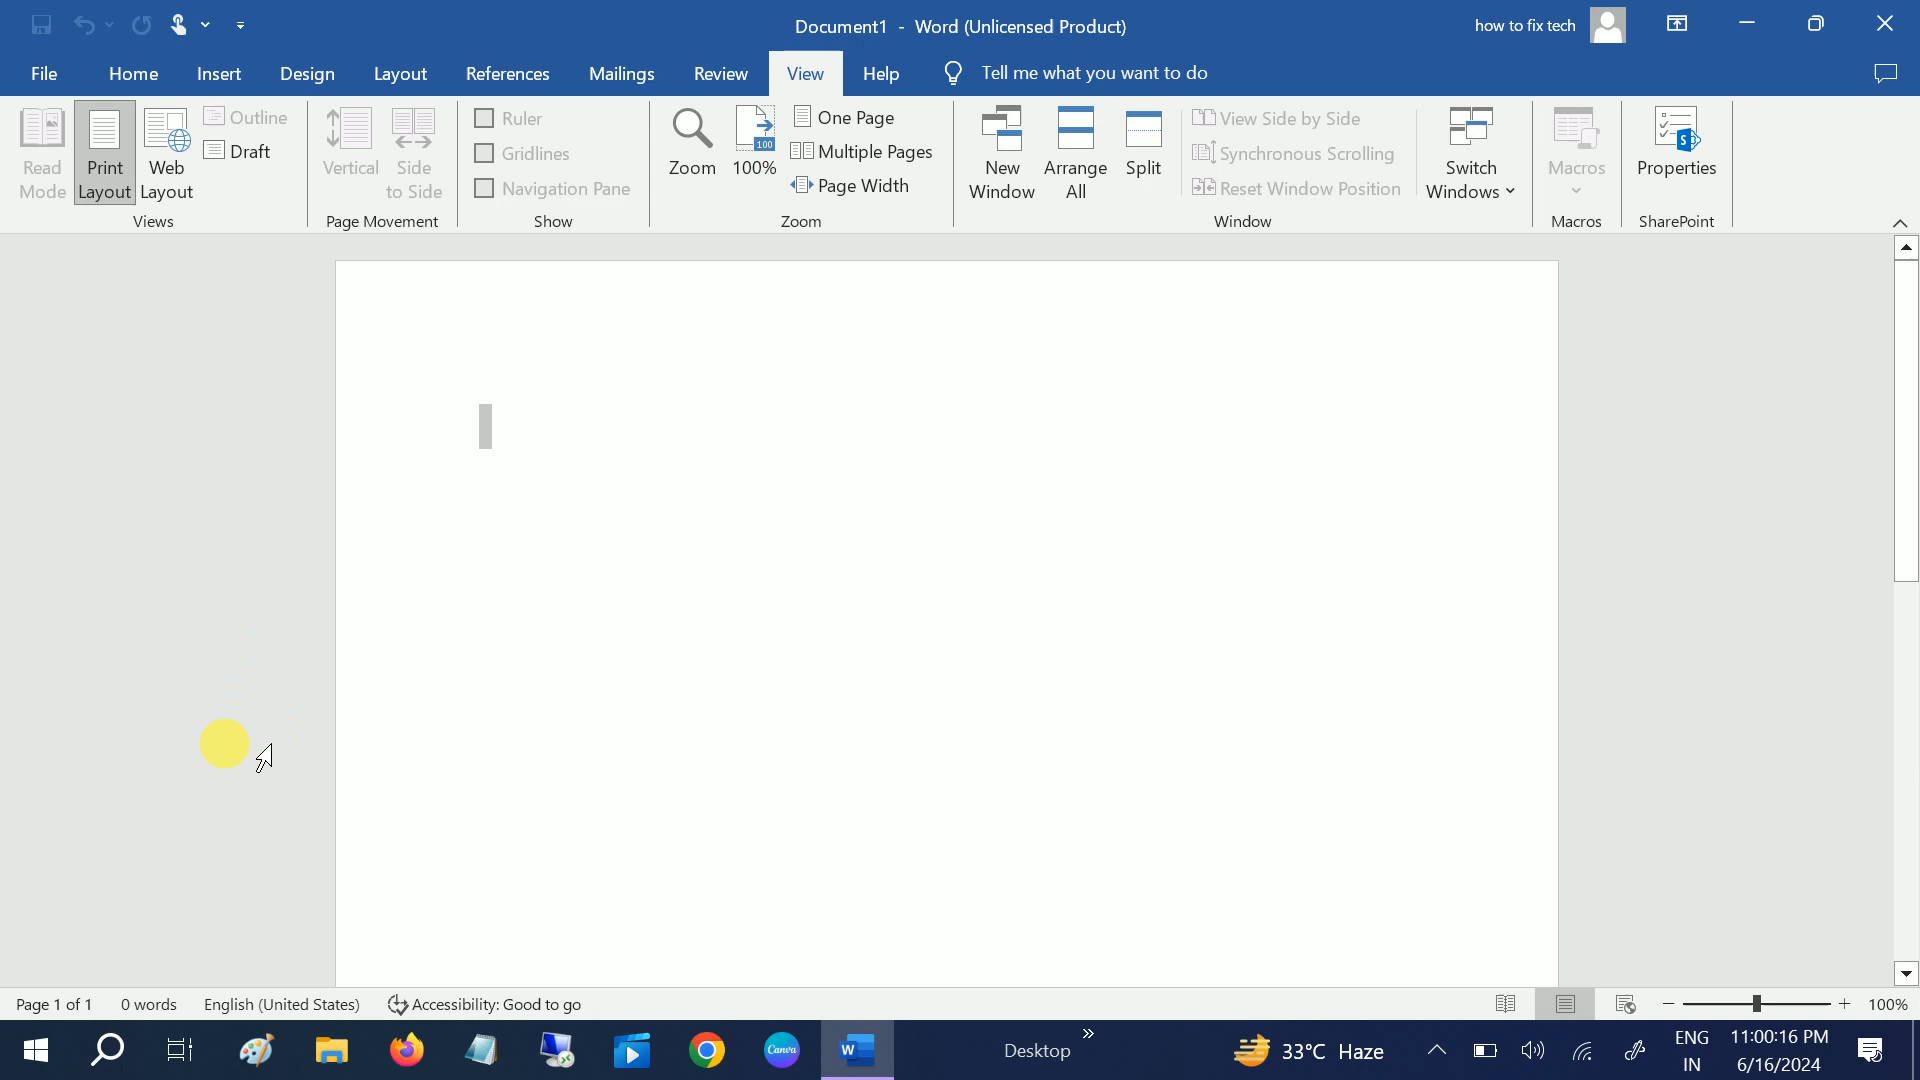 Document1 - Word (Unlicensed Product)
how to fix tech
File Home Insert Design Layout References Mailings Review View Help Tell me what you want to do
Read Mode
Print Layout
Web Layout
Outline
Draft
Views
Vertical
Side to Side
Page Movement
Ruler
Gridlines
Navigation Pane
Show
Zoom
100
100%
One Page
Multiple Pages
Page Width
Zoom
New Window
Arrange All
Split
View Side by Side
Synchronous Scrolling
Reset Window Position
Switch Windows
Window
Macros
Macros
S
Properties
SharePoint
Page 1 of 1 0 words English (United States) Accessibility: Good to go 100%
Canva
W
Desktop
33°C Haze
ENG
IN
11:00:16 PM
6/16/2024